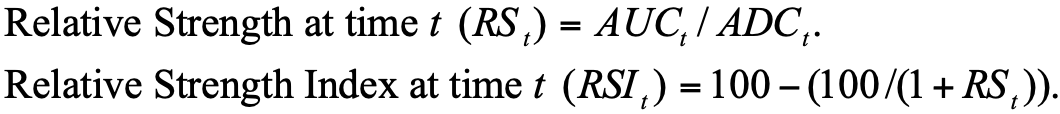 Relative Strength at time t (RS_t) = AUC_t / ADC_t.
Relative Strength Index at time t (RSI_t) = 100 − (100/(1 + RS_t)).